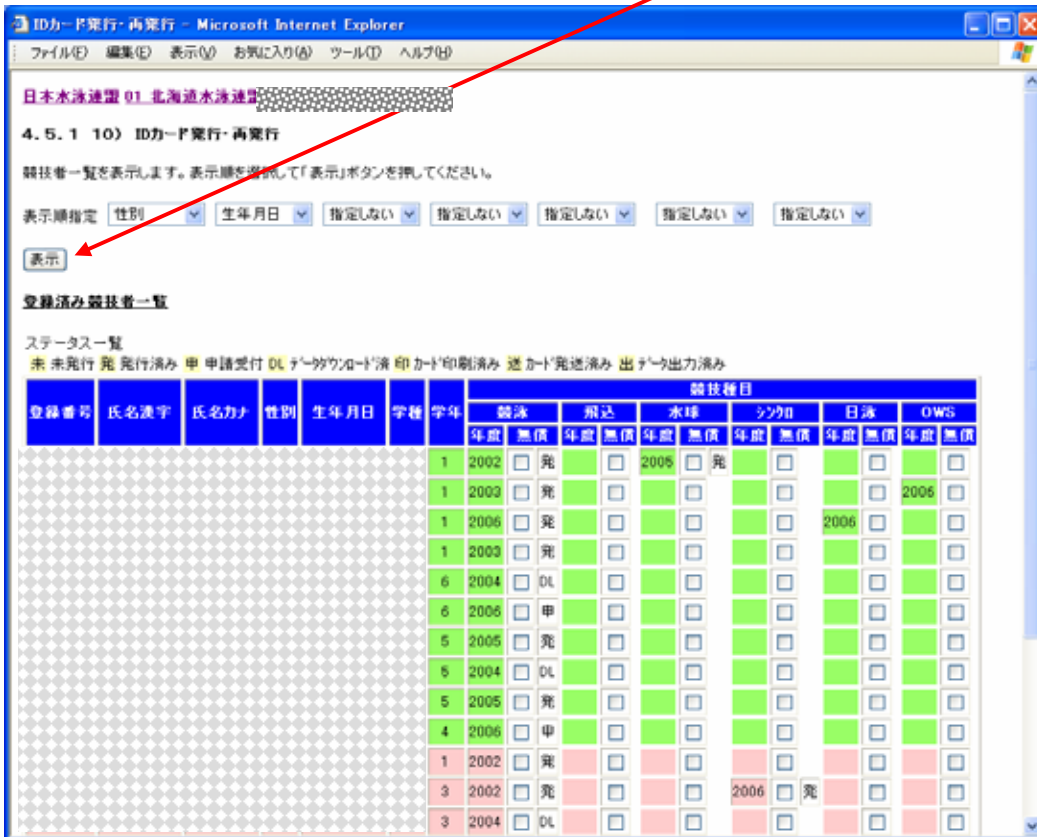 IDカード発行・再発行 - Microsoft Internet Explorer
ファイル(F) 編集(E) 表示(V) お気に入り(A) ツール(T) ヘルプ(H)
日本水泳連盟 01 北海道水泳連盟
4.5.1 10) IDカード発行・再発行
競技者一覧を表示します。表示順を選択して「表示」ボタンを押してください。
表示順指定 性別 生年月日 指定しない 指定しない 指定しない 指定しない 指定しない
表示
登録済み競技者一覧
ステータス一覧
未 未発行 発 発行済み 申 申請受付 DL データダウンロード済 印 カード印刷済み 送 カード発送済み 出 データ出力済み
競技種目
登録番号 氏名漢字 氏名カナ 性別 生年月日 学種 学年 競泳 飛込 水球 シンクロ 日泳 OWS
年度 無償 年度 無償 年度 無償 年度 無償 年度 無償 年度 無償
1 2002 発 2005 発
1 2003 発 2006
1 2006 発 2006
1 2003 発
6 2004 DL
6 2006 申
5 2005 発
5 2004 DL
5 2005 発
4 2006 申
1 2002 発
3 2002 発 2006 発
3 2004 DL